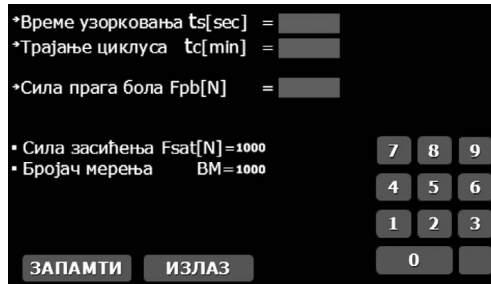 ➔Време узорковања ts[sec] =
➔Трајање циклуса tc[min] =
➔Сила прага бола Fpb[N] =
▪ Сила засићења Fsat[N]=1000
▪ Бројач мерења BM=1000
7 8 9
4 5 6
1 2 3
0
ЗАПАМТИ ИЗЛАЗ